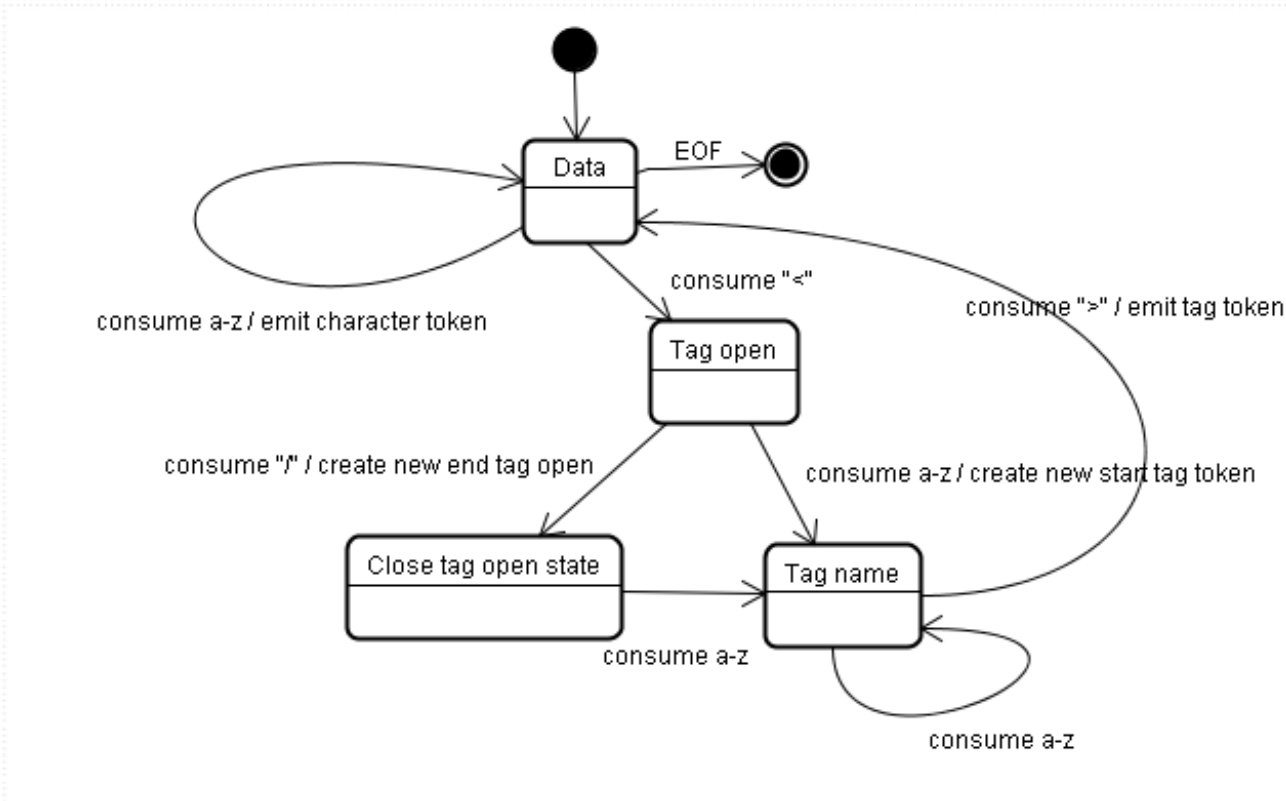 EOF
Data
consume "<"
consume ">" / emit tag token
consume a-z / emit character token
Tag open
consume "/" / create new end tag open
consume a-z / create new start tag token
Close tag open state
Tag name
consume a-z
consume a-z